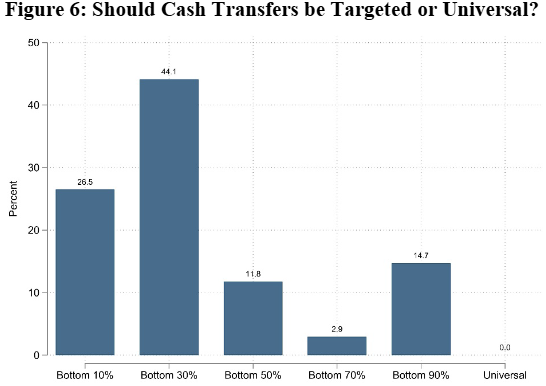 Figure 6: Should Cash Transfers be Targeted or Universal?
50
40
30
20
10
0
Percent
26.5
44.1
11.8
2.9
14.7
0.0
Bottom 10%
Bottom 30%
Bottom 50%
Bottom 70%
Bottom 90%
Universal